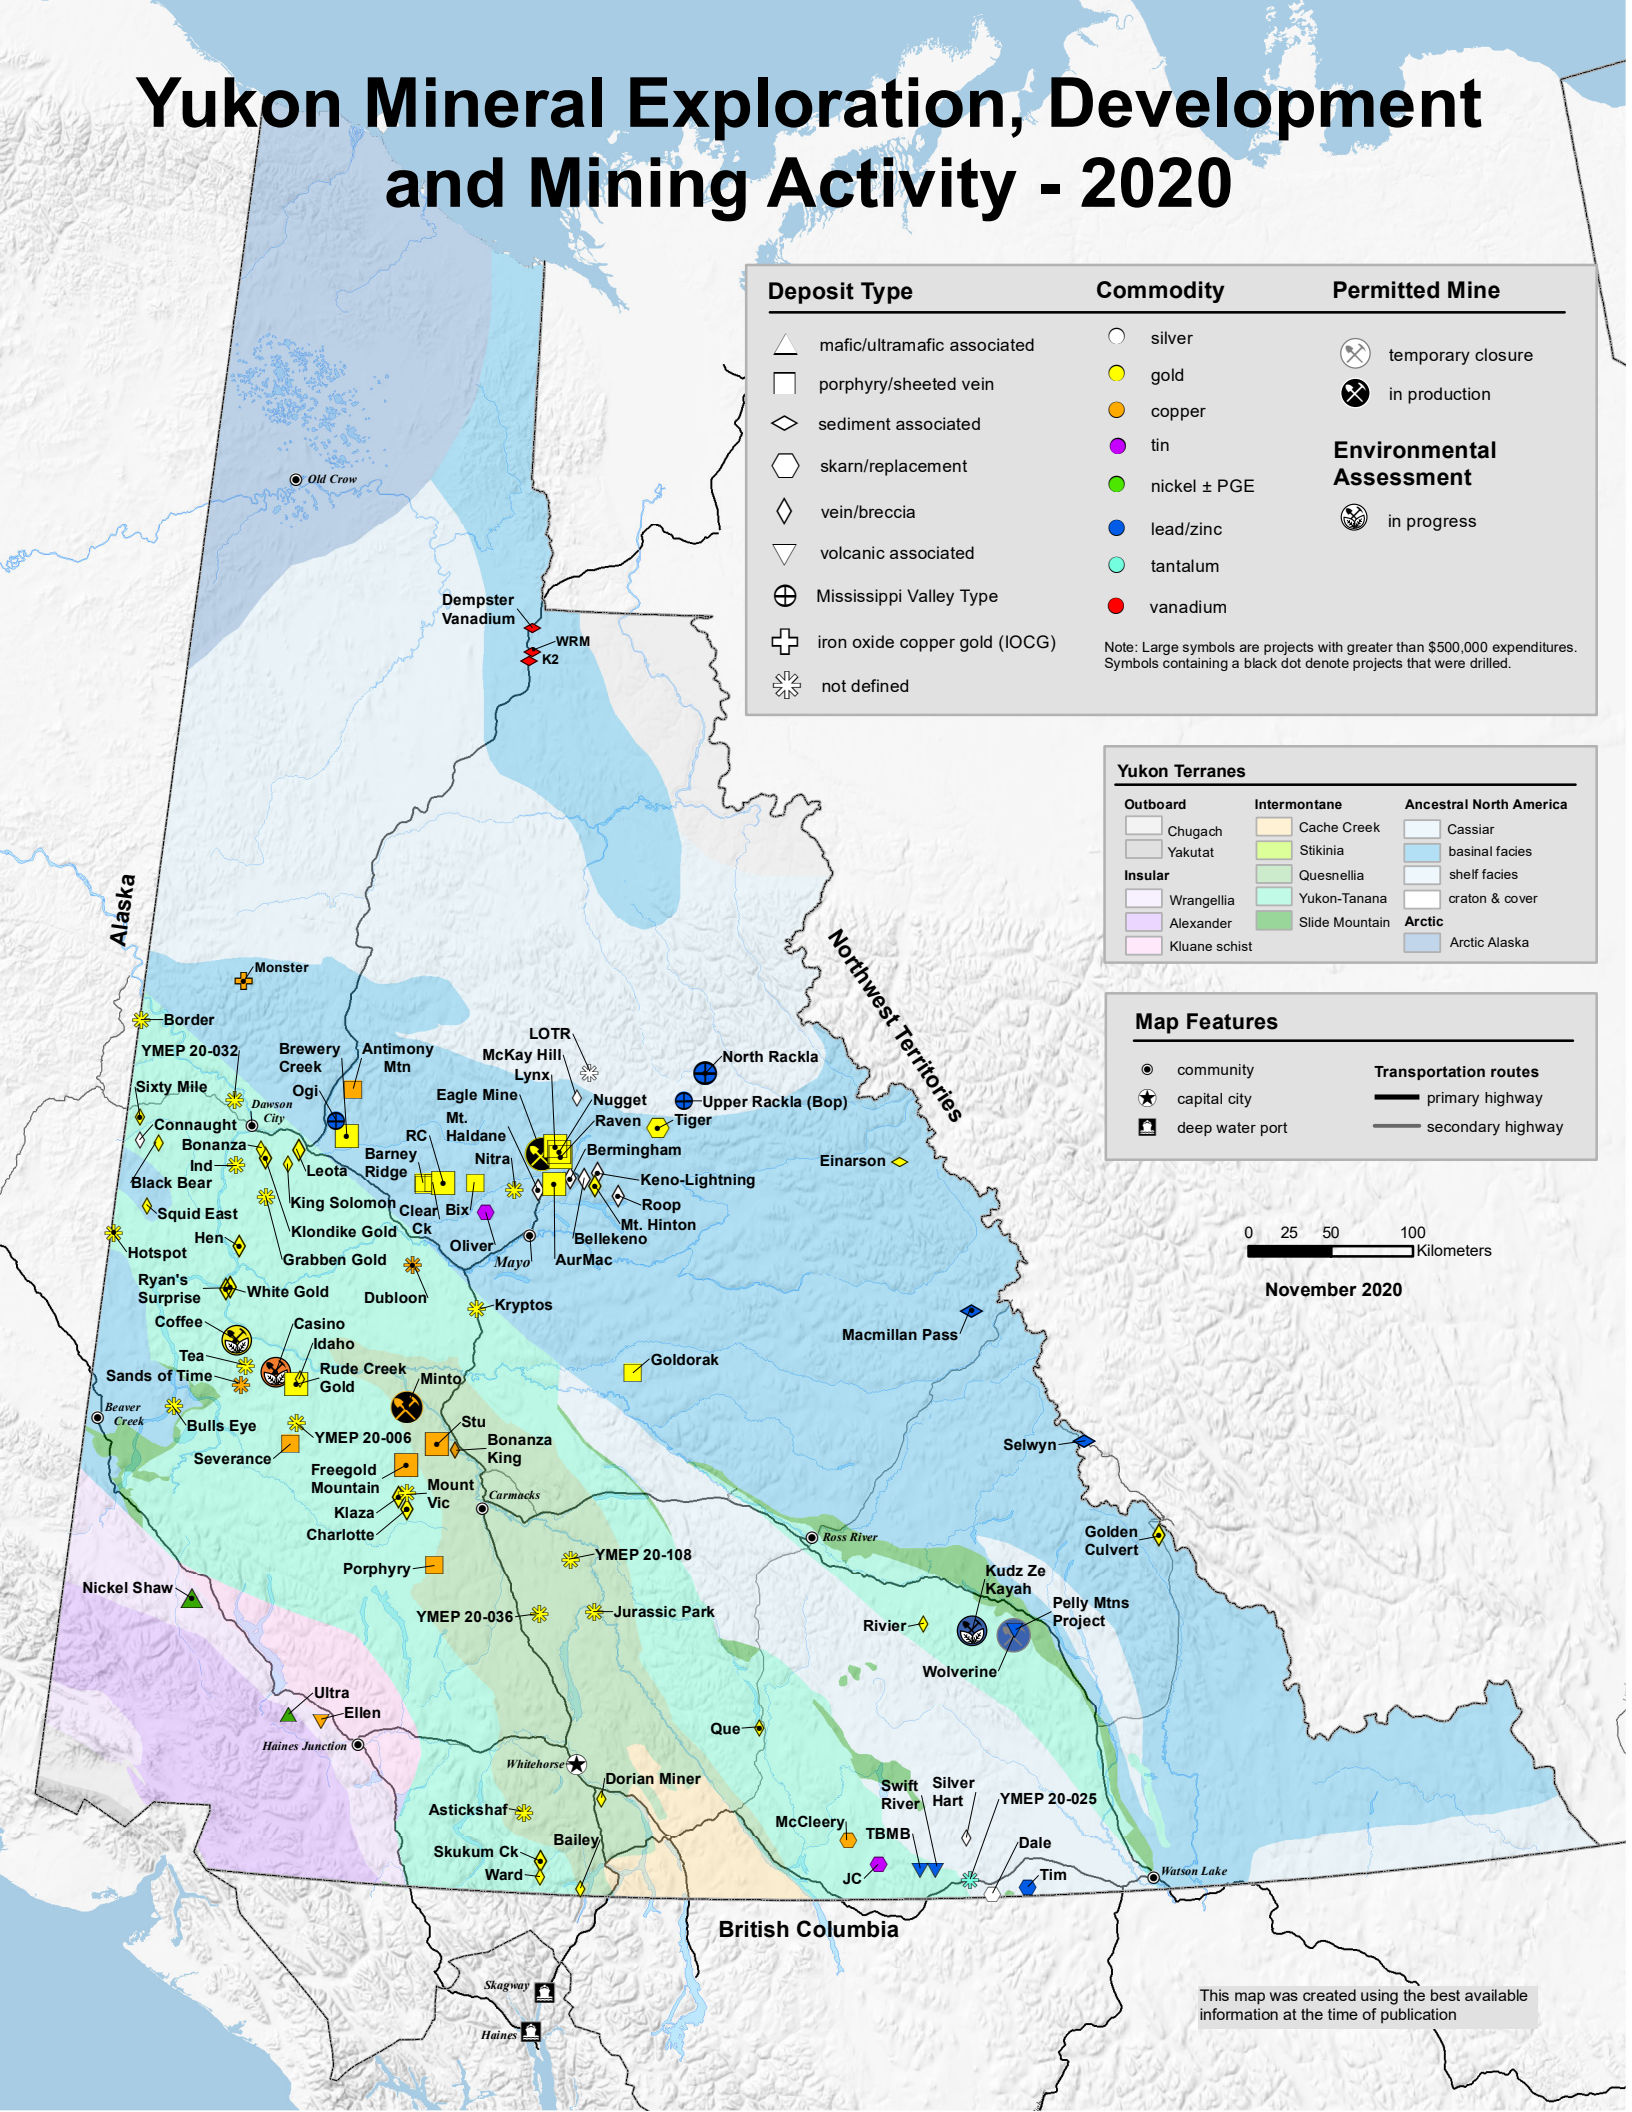 Yukon Mineral Exploration, Development
and Mining Activity - 2020
Deposit Type
mafic/ultramafic associated
porphyry/sheeted vein
sediment associated
skarn/replacement
vein/breccia
volcanic associated
Mississippi Valley Type
iron oxide copper gold (IOCG)
not defined
Commodity
silver
gold
copper
tin
nickel ± PGE
lead/zinc
tantalum
vanadium
Permitted Mine
temporary closure
in production
Environmental
Assessment
in progress
Note: Large symbols are projects with greater than $500,000 expenditures.
Symbols containing a black dot denote projects that were drilled.
Yukon Terranes
Outboard
Chugach
Yakutat
Insular
Wrangellia
Alexander
Kluane schist
Intermontane
Cache Creek
Stikinia
Quesnellia
Yukon-Tanana
Slide Mountain
Ancestral North America
Cassiar
basinal facies
shelf facies
craton & cover
Arctic
Arctic Alaska
Map Features
community
capital city
deep water port
Transportation routes
primary highway
secondary highway
0 25 50 100
Kilometers
November 2020
Old Crow
Dempster
Vanadium
WRM
K2
Alaska
Northwest Territories
Monster
Border
YMEP 20-032
Brewery
Creek
Antimony
Mtn
Ogi
Sixty Mile
Dawson
City
Connaught
Bonanza
Ind
Black Bear
Leota
King Solomon
Squid East
Klondike Gold
Hen
Hotspot
Grabben Gold
Ryan's
Surprise
White Gold
Coffee
Casino
Idaho
Tea
Sands of Time
Rude Creek
Gold
Beaver
Creek
Bulls Eye
YMEP 20-006
Severance
LOTR
McKay Hill
Lynx
Eagle Mine
Nugget
Mt.
Haldane
Raven
RC
Barney
Ridge
Nitra
Bermingham
Keno-Lightning
Clear
Ck
Bix
Roop
Mt. Hinton
Oliver
Bellekeno
Mayo
AurMac
Dubloon
Kryptos
North Rackla
Upper Rackla (Bop)
Tiger
Einarson
Macmillan Pass
Goldorak
Minto
Stu
Bonanza
King
Freegold
Mountain
Mount
Vic
Klaza
Charlotte
Carmacks
Porphyry
Selwyn
Golden
Culvert
Ross River
YMEP 20-108
Kudz Ze
Kayah
Nickel Shaw
YMEP 20-036
Jurassic Park
Pelly Mtns
Project
Rivier
Wolverine
Ultra
Ellen
Haines Junction
Que
Whitehorse
Dorian Miner
Astickshaf
Swift
River
Silver
Hart
YMEP 20-025
McCleery
TBMB
Dale
Skukum Ck
Bailey
Ward
JC
Tim
Watson Lake
British Columbia
Skagway
Haines
This map was created using the best available
information at the time of publication